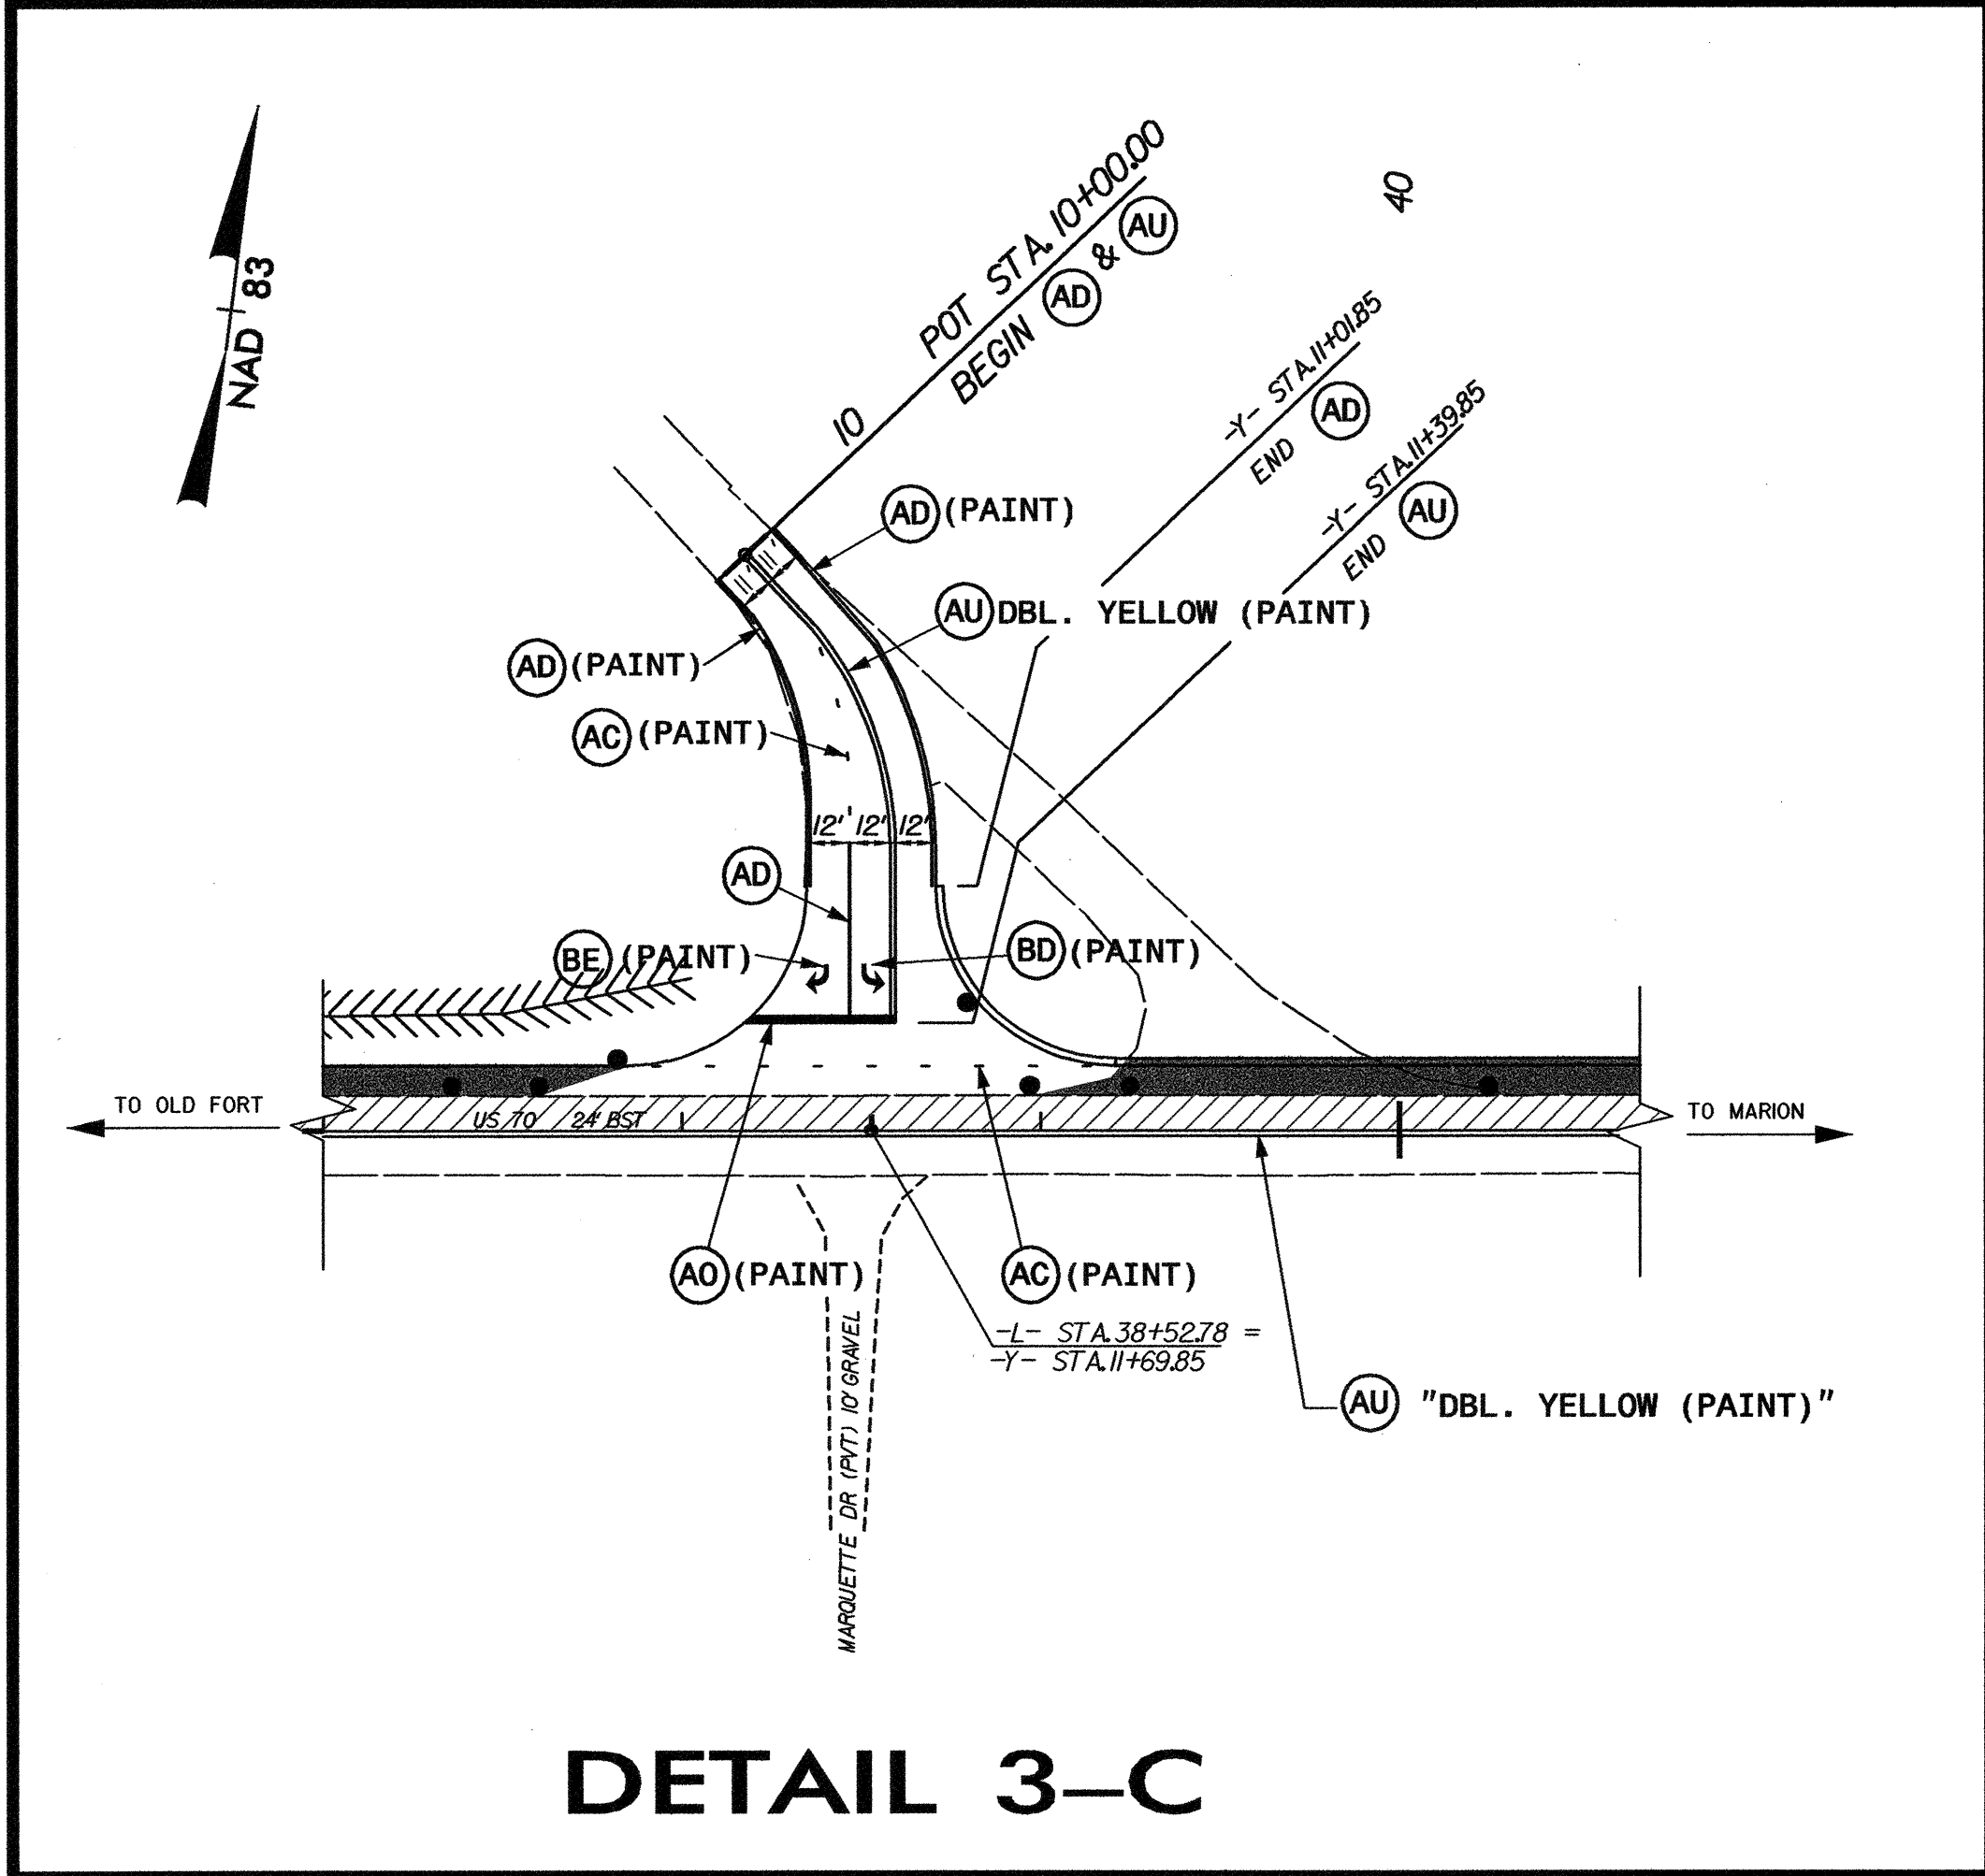 NAD 83
POT STA. 10+00.00
BEGIN AD & AU
40
10
-Y- STA.11+01.85
END AD
-Y- STA.11+39.85
END AU
AD (PAINT)
AU DBL. YELLOW (PAINT)
AD (PAINT)
AC (PAINT)
12' 12' 12'
AD
BE (PAINT)
BD (PAINT)
TO OLD FORT
US 70 24' BST
TO MARION
AO (PAINT)
AC (PAINT)
-L- STA.38+52.78 =
-Y- STA.11+69.85
MARQUETTE DR (PVT) 10' GRAVEL
AU "DBL. YELLOW (PAINT)"
DETAIL 3-C